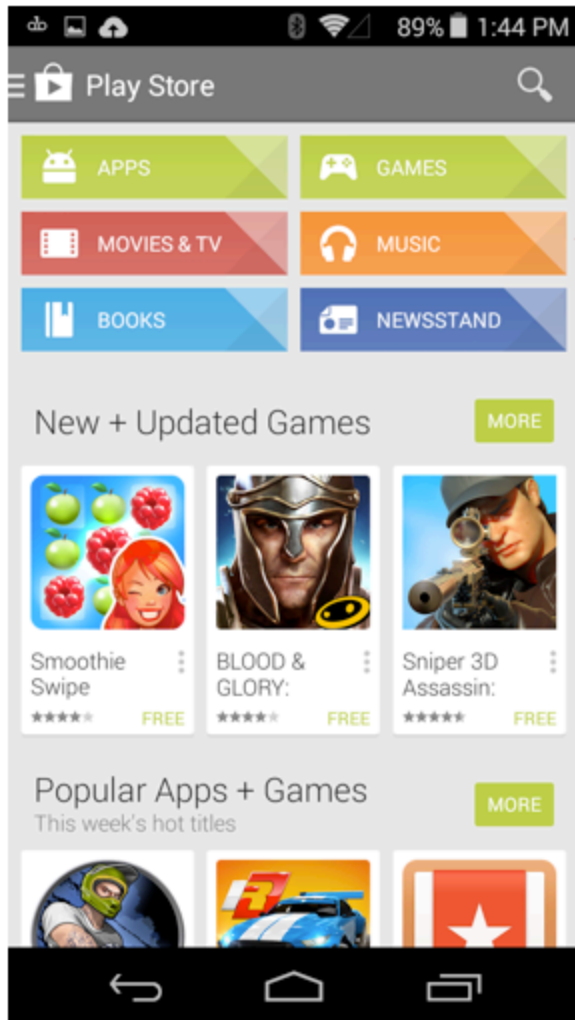 89% 1:44 PM
Play Store
APPS
GAMES
MOVIES & TV
MUSIC
BOOKS
NEWSSTAND
New + Updated Games
MORE
Smoothie
Swipe
FREE
BLOOD &
GLORY:
FREE
Sniper 3D
Assassin:
FREE
Popular Apps + Games
MORE
This week's hot titles